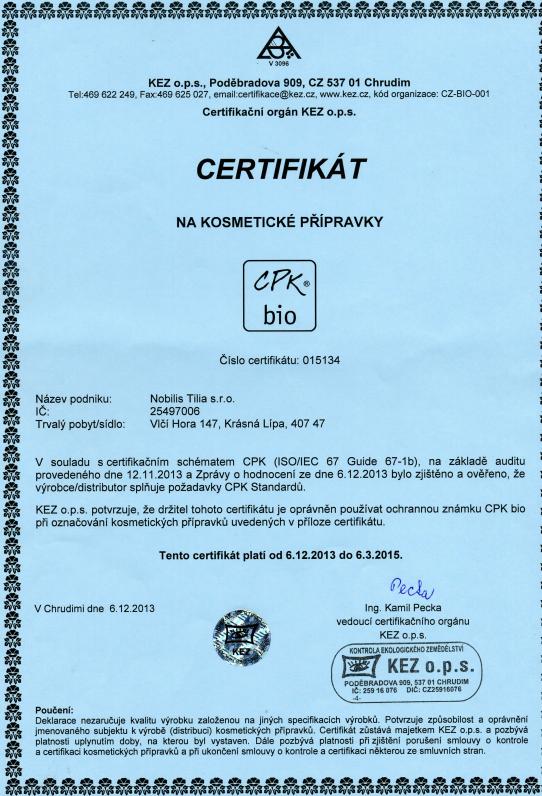 V 3096
KEZ o.p.s., Poděbradova 909, CZ 537 01 Chrudim
Tel:469 622 249, Fax:469 625 027, email:certifikace@kez.cz, www.kez.cz, kód organizace: CZ-BIO-001
Certifikační orgán KEZ o.p.s.
CERTIFIKÁT
NA KOSMETICKÉ PŘÍPRAVKY
CPK®
bio
Číslo certifikátu: 015134
Název podniku: Nobilis Tilia s.r.o.
IČ: 25497006
Trvalý pobyt/sídlo: Vlčí Hora 147, Krásná Lípa, 407 47
V souladu s certifikačním schématem CPK (ISO/IEC 67 Guide 67-1b), na základě auditu
provedeného dne 12.11.2013 a Zprávy o hodnocení ze dne 6.12.2013 bylo zjištěno a ověřeno, že
výrobce/distributor splňuje požadavky CPK Standardů.
KEZ o.p.s. potvrzuje, že držitel tohoto certifikátu je oprávněn používat ochrannou známku CPK bio
při označování kosmetických přípravků uvedených v příloze certifikátu.
Tento certifikát platí od 6.12.2013 do 6.3.2015.
Pecka
V Chrudimi dne 6.12.2013
Ing. Kamil Pecka
vedoucí certifikačního orgánu
KEZ o.p.s.
KEZ
KONTROLA EKOLOGICKÉHO ZEMĚDĚLSTVÍ
KEZ o.p.s.
PODĚBRADOVA 909, 537 01 CHRUDIM
IČ: 259 16 076 DIČ: CZ25916076
-4-
Poučení:
Deklarace nezaručuje kvalitu výrobku založenou na jiných specifikacích výrobků. Potvrzuje způsobilost a oprávnění
jmenovaného subjektu k výrobě (distribuci) kosmetických přípravků. Certifikát zůstává majetkem KEZ o.p.s. a pozbývá
platnosti uplynutím doby, na kterou byl vystaven. Dále pozbývá platnosti při zjištění porušení smlouvy o kontrole
a certifikaci kosmetických přípravků a při ukončení smlouvy o kontrole a certifikaci některou ze smluvních stran.